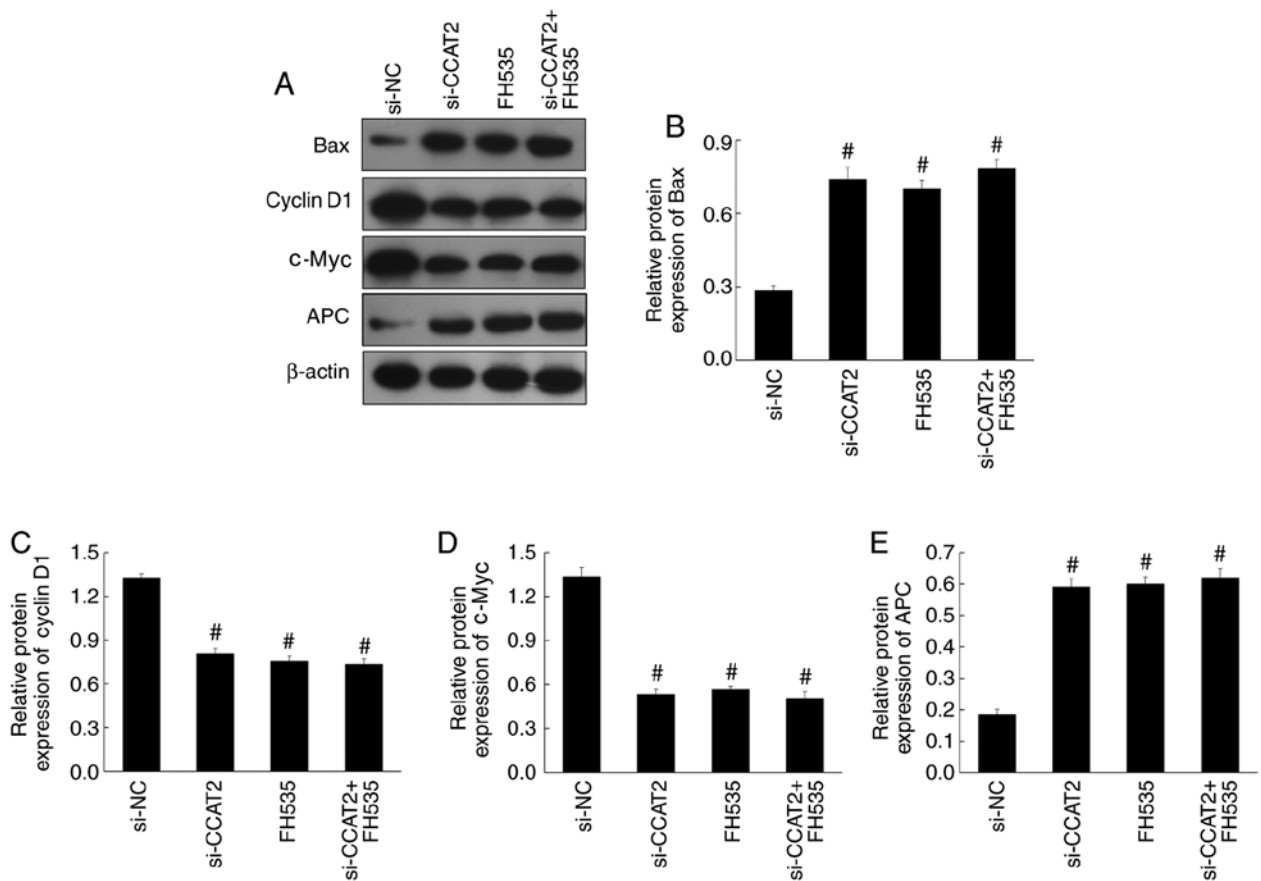 A
si-NC
si-CCAT2
FH535
si-CCAT2+
FH535
Bax
Cyclin D1
c-Myc
APC
β-actin
B
Relative protein
expression of Bax
0.9
0.6
0.3
0.0
#
#
#
si-NC
si-CCAT2
FH535
si-CCAT2+
FH535
C
Relative protein
expression of cyclin D1
1.5
1.2
0.9
0.6
0.3
0.0
#
#
#
si-NC
si-CCAT2
FH535
si-CCAT2+
FH535
D
Relative protein
expression of c-Myc
1.5
1.2
0.9
0.6
0.3
0.0
#
#
#
si-NC
si-CCAT2
FH535
si-CCAT2+
FH535
E
Relative protein
expression of APC
0.7
0.6
0.5
0.4
0.3
0.2
0.1
0.0
#
#
#
si-NC
si-CCAT2
FH535
si-CCAT2+
FH535